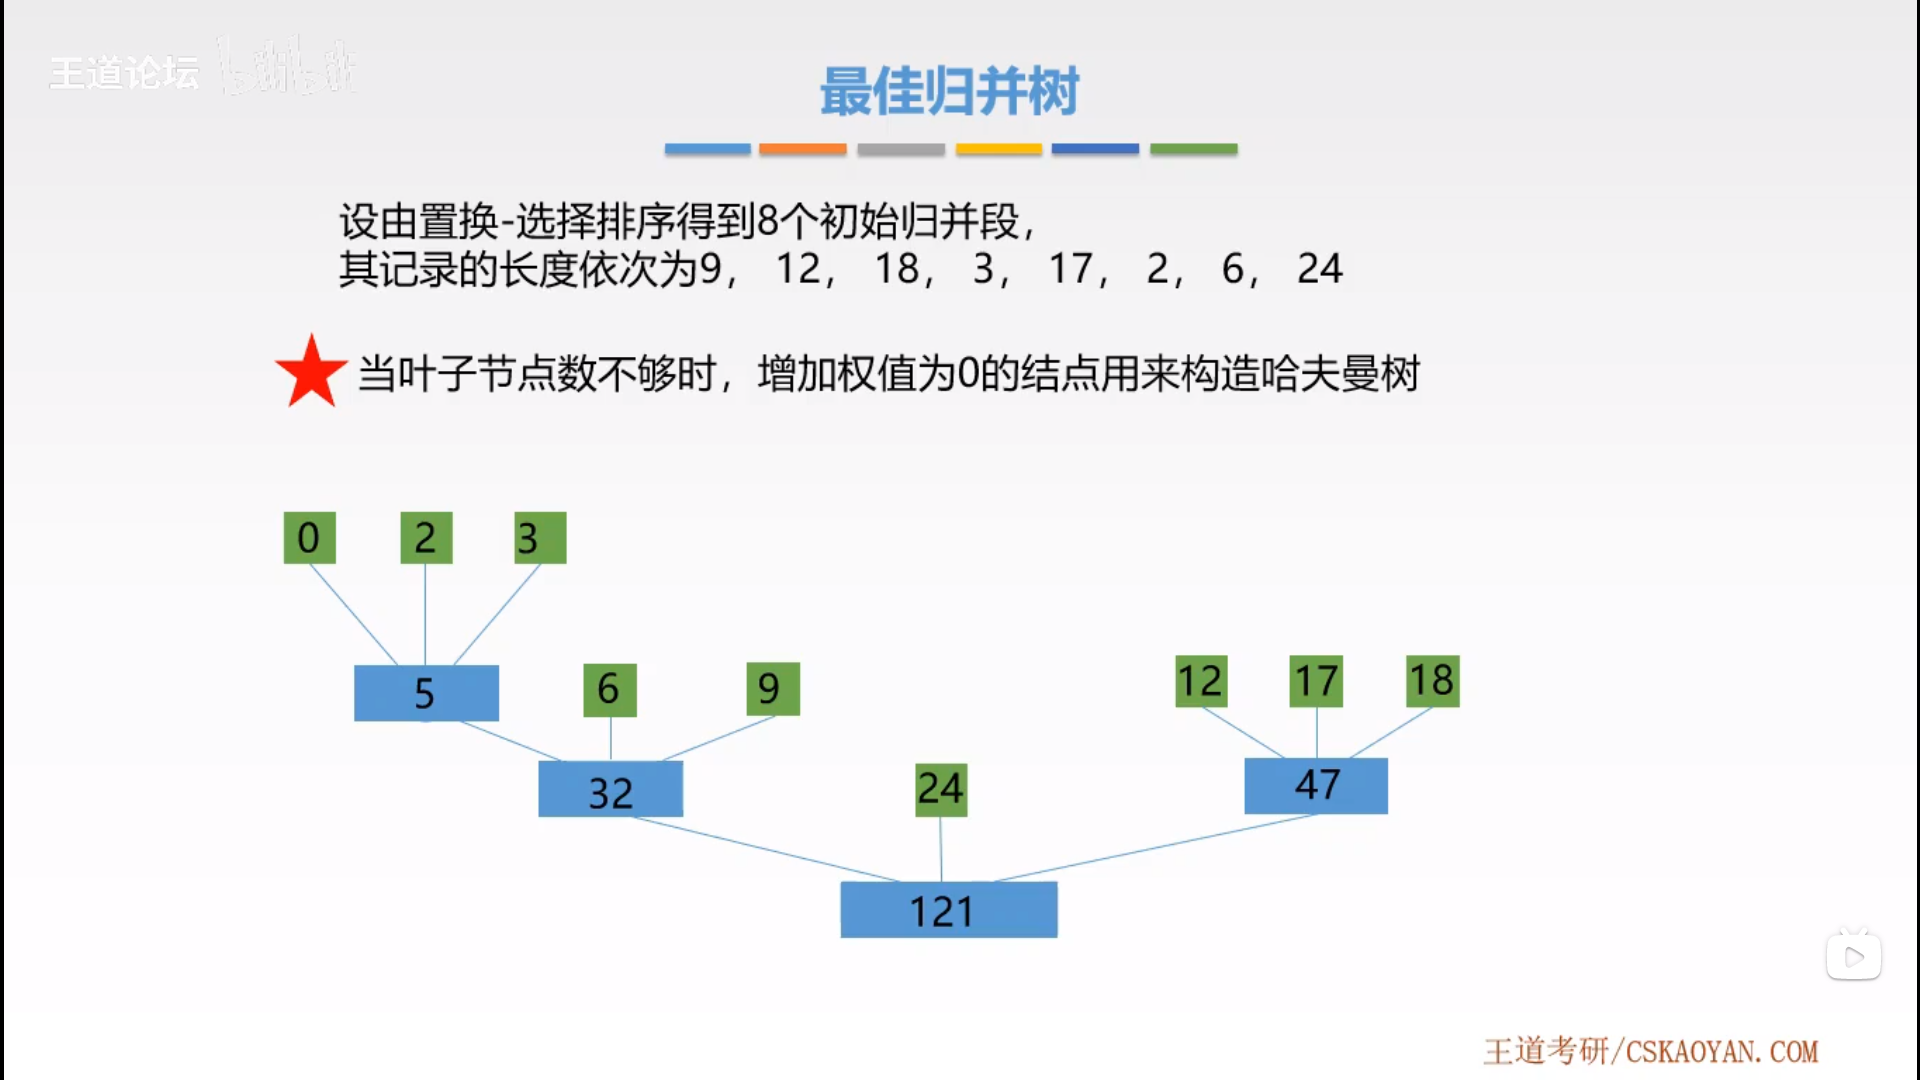 王道论坛 bilibili
最佳归并树
设由置换-选择排序得到8个初始归并段，
其记录的长度依次为9， 12， 18， 3， 17， 2， 6， 24
当叶子节点数不够时，增加权值为0的结点用来构造哈夫曼树
0 2 3
5 6 9 12 17 18
32 24 47
121
王道考研/CSKAOYAN.COM